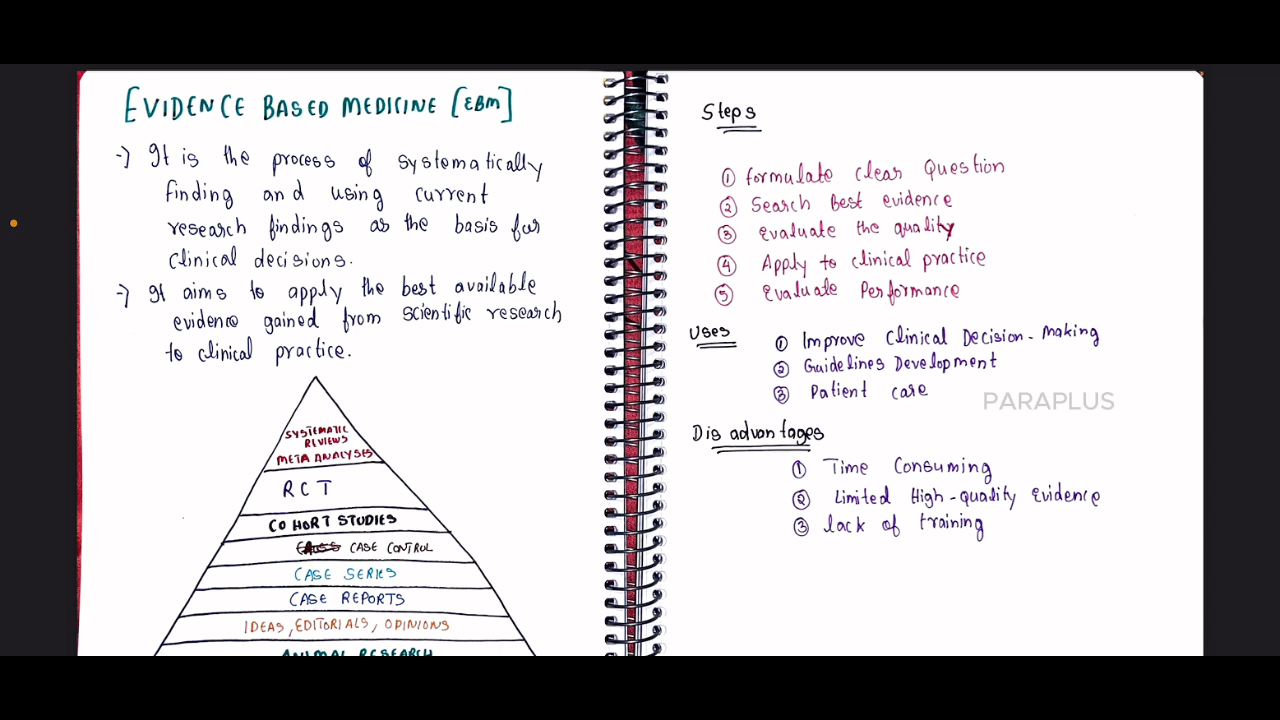 EVIDENCE BASED MEDICINE [EBM]
→ It is the process of systematically
finding and using current
research findings as the basis for
clinical decisions.
→ It aims to apply the best available
evidence gained from scientific research
to clinical practice.
SYSTEMATIC
REVIEWS
META ANALYSES
RCT
COHORT STUDIES
CASE CONTROL
CASE SERIES
CASE REPORTS
IDEAS, EDITORIALS, OPINIONS
ANIMAL RESEARCH
Steps
① Formulate clear Question
② Search Best evidence
③ Evaluate the quality
④ Apply to clinical practice
⑤ Evaluate Performance
Uses
① Improve Clinical Decision-Making
② Guidelines Development
③ Patient care
PARAPLUS
Disadvantages
① Time Consuming
② Limited High-quality Evidence
③ lack of training